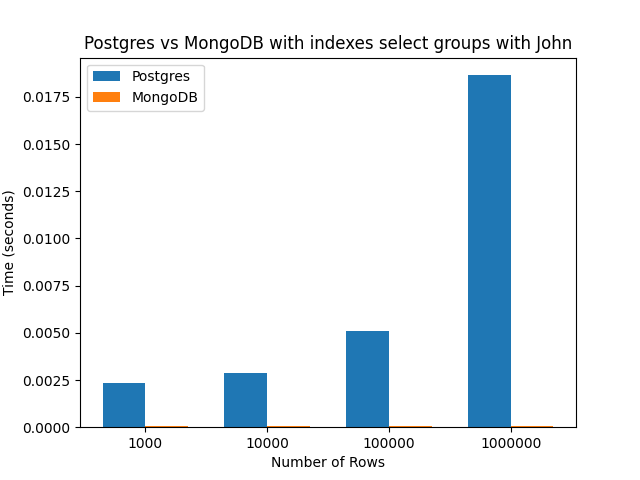 Postgres vs MongoDB with indexes select groups with John
Postgres
MongoDB
0.0175
0.0150
0.0125
0.0100
0.0075
0.0050
0.0025
0.0000
Time (seconds)
1000
10000
100000
1000000
Number of Rows